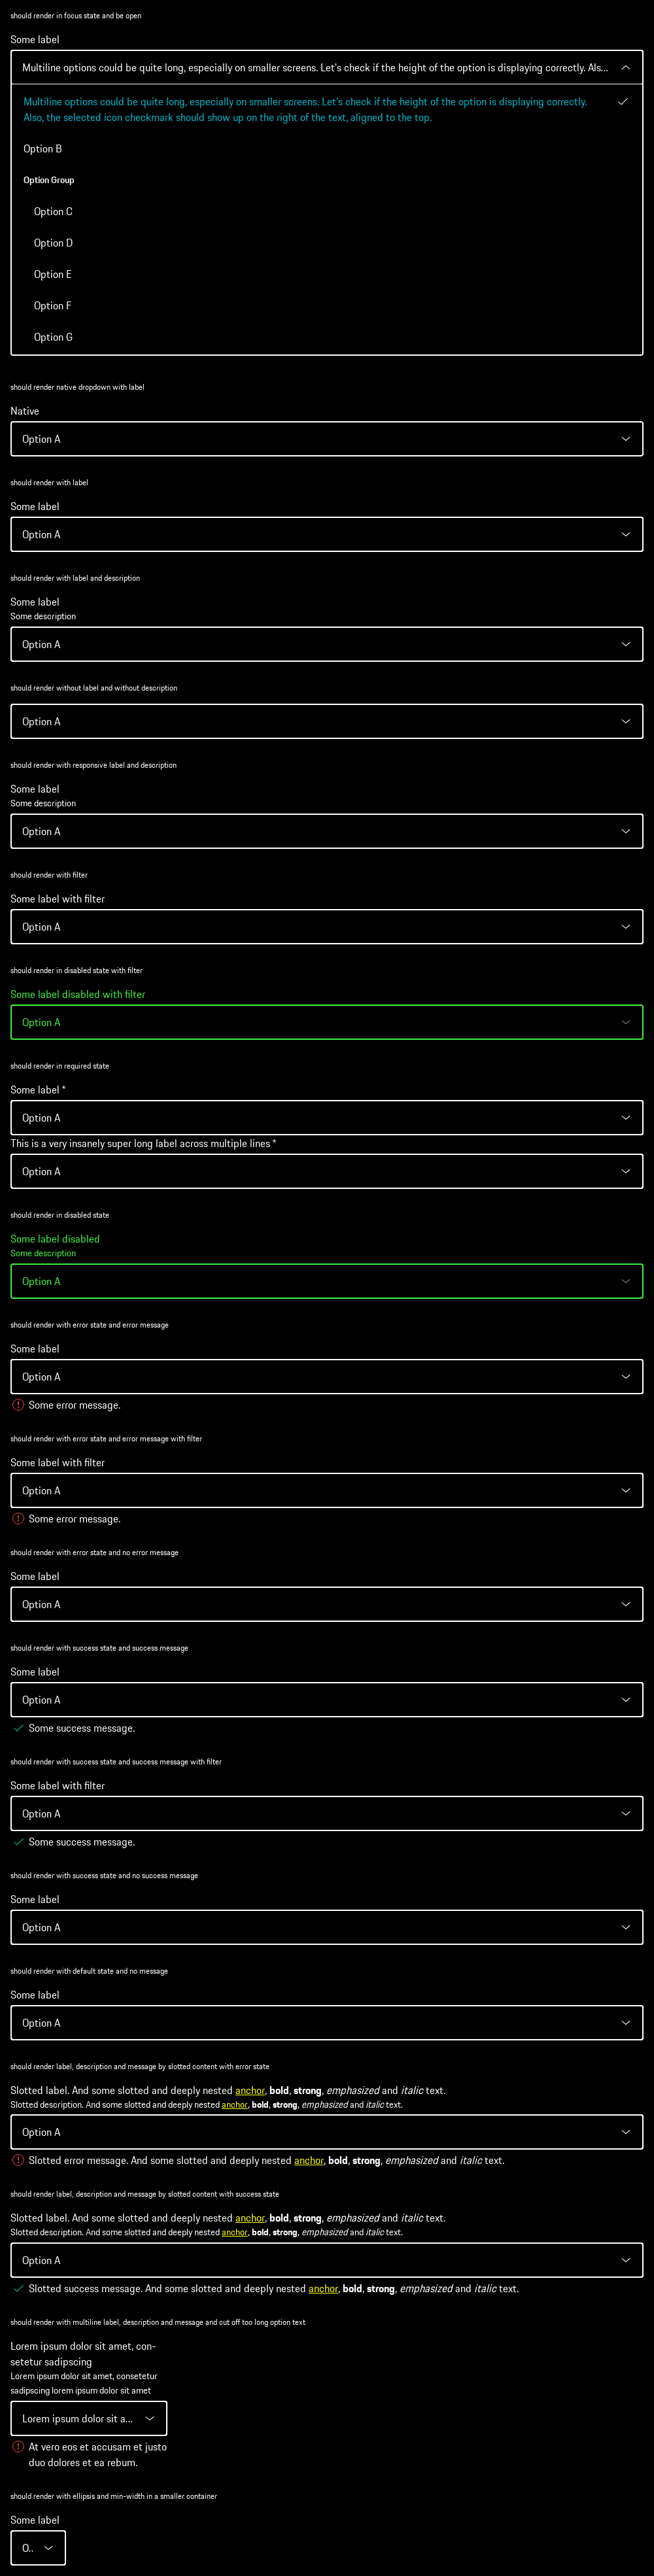 should render in focus state and be open
Some label
Multiline options could be quite long, especially on smaller screens. Let's check if the height of the option is displaying correctly. Als…
Multiline options could be quite long, especially on smaller screens. Let's check if the height of the option is displaying correctly.
Also, the selected icon checkmark should show up on the right of the text, aligned to the top.
Option B
Option Group
Option C
Option D
Option E
Option F
Option G
should render native dropdown with label
Native
Option A
should render with label
Some label
Option A
should render with label and description
Some label
Some description
Option A
should render without label and without description
Option A
should render with responsive label and description
Some label
Some description
Option A
should render with filter
Some label with filter
Option A
should render in disabled state with filter
Some label disabled with filter
Option A
should render in required state
Some label *
Option A
This is a very insanely super long label across multiple lines *
Option A
should render in disabled state
Some label disabled
Some description
Option A
should render with error state and error message
Some label
Option A
Some error message.
should render with error state and error message with filter
Some label with filter
Option A
Some error message.
should render with error state and no error message
Some label
Option A
should render with success state and success message
Some label
Option A
Some success message.
should render with success state and success message with filter
Some label with filter
Option A
Some success message.
should render with success state and no success message
Some label
Option A
should render with default state and no message
Some label
Option A
should render label, description and message by slotted content with error state
Slotted label. And some slotted and deeply nested anchor, bold, strong, emphasized and italic text.
Slotted description. And some slotted and deeply nested anchor, bold, strong, emphasized and italic text.
Option A
Slotted error message. And some slotted and deeply nested anchor, bold, strong, emphasized and italic text.
should render label, description and message by slotted content with success state
Slotted label. And some slotted and deeply nested anchor, bold, strong, emphasized and italic text.
Slotted description. And some slotted and deeply nested anchor, bold, strong, emphasized and italic text.
Option A
Slotted success message. And some slotted and deeply nested anchor, bold, strong, emphasized and italic text.
should render with multiline label, description and message and cut off too long option text
Lorem ipsum dolor sit amet, con-
setetur sadipscing
Lorem ipsum dolor sit amet, consetetur
sadipscing lorem ipsum dolor sit amet
Lorem ipsum dolor sit a…
At vero eos et accusam et justo
duo dolores et ea rebum.
should render with ellipsis and min-width in a smaller container
Some label
O…